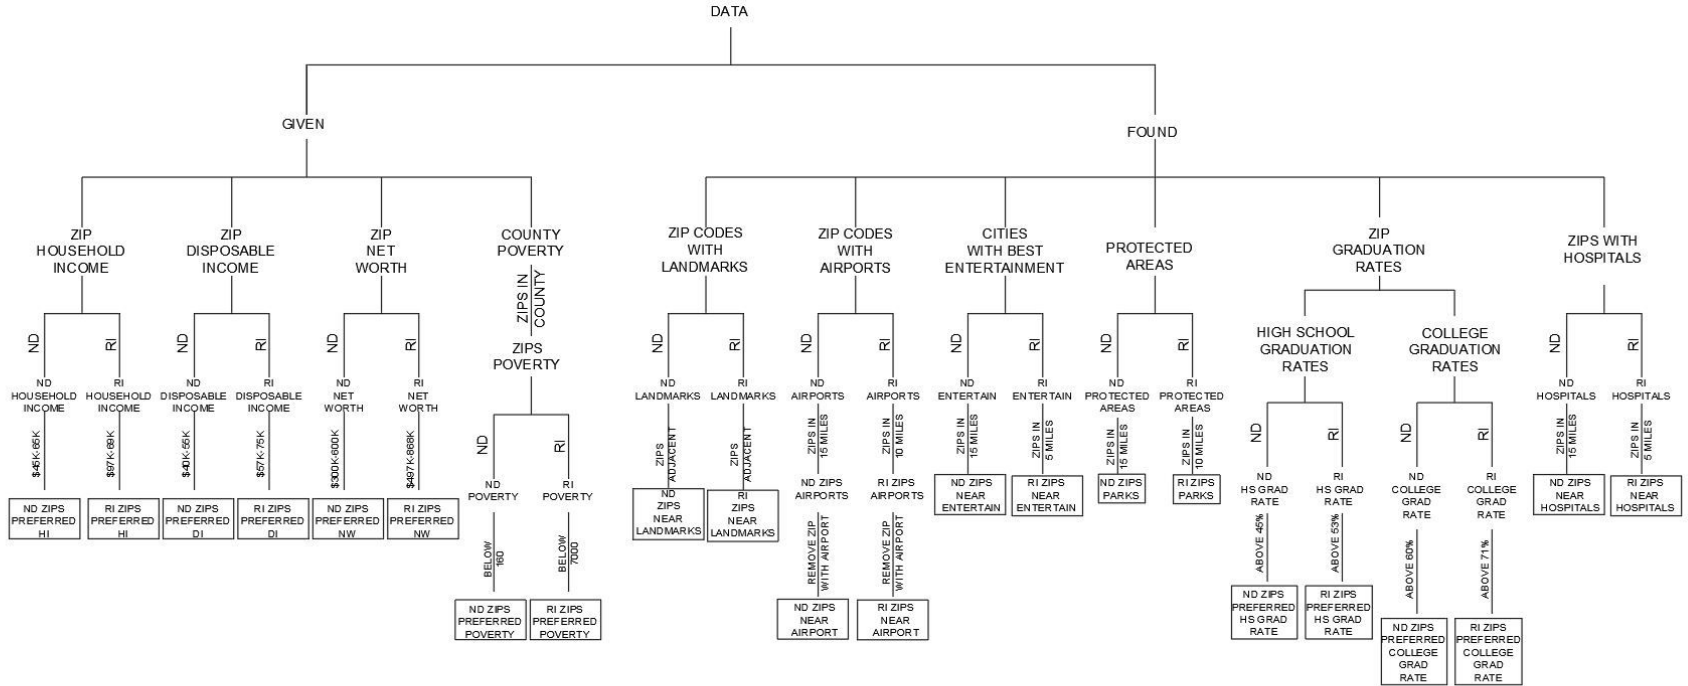 DATA
GIVEN
FOUND
ZIP
HOUSEHOLD
INCOME
ZIP
DISPOSABLE
INCOME
ZIP
NET
WORTH
COUNTY
POVERTY
ZIP CODES
WITH
LANDMARKS
ZIP CODES
WITH
AIRPORTS
CITIES
WITH BEST
ENTERTAINMENT
PROTECTED
AREAS
ZIP
GRADUATION
RATES
ZIPS WITH
HOSPITALS
ZIPS IN
COUNTY
ZIPS
POVERTY
HIGH SCHOOL
GRADUATION
RATES
COLLEGE
GRADUATION
RATES
ND
RI
ND
RI
ND
RI
ND
RI
ND
RI
ND
RI
ND
RI
ND
RI
ND
HOUSEHOLD
INCOME
RI
HOUSEHOLD
INCOME
ND
DISPOSABLE
INCOME
RI
DISPOSABLE
INCOME
ND
NET
WORTH
RI
NET
WORTH
ND
LANDMARKS
RI
LANDMARKS
ND
AIRPORTS
RI
AIRPORTS
ND
ENTERTAIN
RI
ENTERTAIN
ND
PROTECTED
AREAS
RI
PROTECTED
AREAS
ND
HOSPITALS
RI
HOSPITALS
$45K-65K
$97K-69K
$40K-55K
$57K-75K
$300K-600K
$497K-868K
ND
RI
ZIPS
ADJACENT
ZIPS
ADJACENT
ZIPS IN
15 MILES
ZIPS IN
10 MILES
ZIPS IN
15 MILES
ZIPS IN
5 MILES
ZIPS IN
15 MILES
ZIPS IN
10 MILES
ND
RI
ND
RI
ZIPS IN
15 MILES
ZIPS IN
5 MILES
ND ZIPS
PREFERRED
HI
RI ZIPS
PREFERRED
HI
ND ZIPS
PREFERRED
DI
RI ZIPS
PREFERRED
DI
ND ZIPS
PREFERRED
NW
RI ZIPS
PREFERRED
NW
ND
POVERTY
RI
POVERTY
ND
ZIPS
NEAR
LANDMARKS
RI
ZIPS
NEAR
LANDMARKS
ND ZIPS
AIRPORTS
RI ZIPS
AIRPORTS
ND ZIPS
NEAR
ENTERTAIN
RI ZIPS
NEAR
ENTERTAIN
ND ZIPS
PARKS
RI ZIPS
PARKS
ND
HS GRAD
RATE
RI
HS GRAD
RATE
ND
COLLEGE
GRAD
RATE
RI
COLLEGE
GRAD
RATE
ND ZIPS
NEAR
HOSPITALS
RI ZIPS
NEAR
HOSPITALS
BELOW
160
BELOW
7000
REMOVE ZIP
WITH AIRPORT
REMOVE ZIP
WITH AIRPORT
ABOVE 45%
ABOVE 53%
ABOVE 60%
ABOVE 71%
ND ZIPS
PREFERRED
POVERTY
RI ZIPS
PREFERRED
POVERTY
ND ZIPS
NEAR
AIRPORT
RI ZIPS
NEAR
AIRPORT
ND ZIPS
PREFERRED
HS GRAD
RATE
RI ZIPS
PREFERRED
HS GRAD
RATE
ND ZIPS
PREFERRED
COLLEGE
GRAD
RATE
RI ZIPS
PREFERRED
COLLEGE
GRAD
RATE